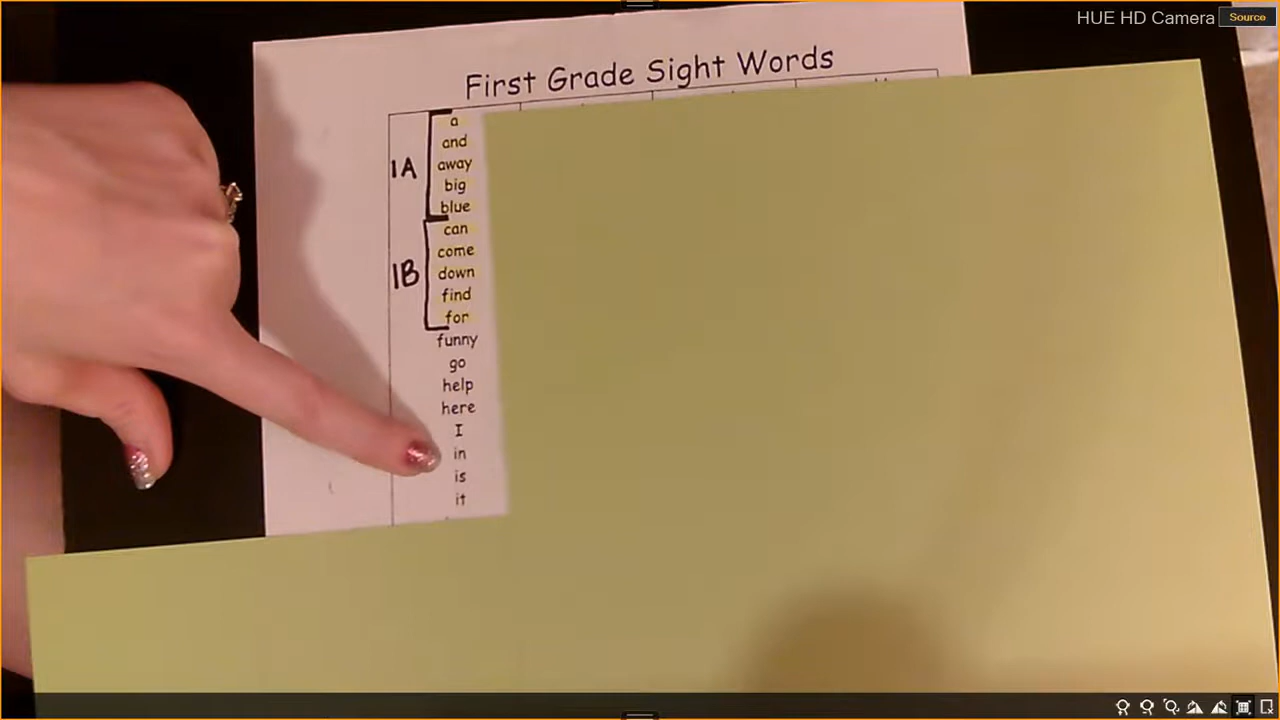 HUE HD Camera
Source
First Grade Sight Words
1A
a
and
away
big
blue
1B
can
come
down
find
for
funny
go
help
here
I
in
is
it